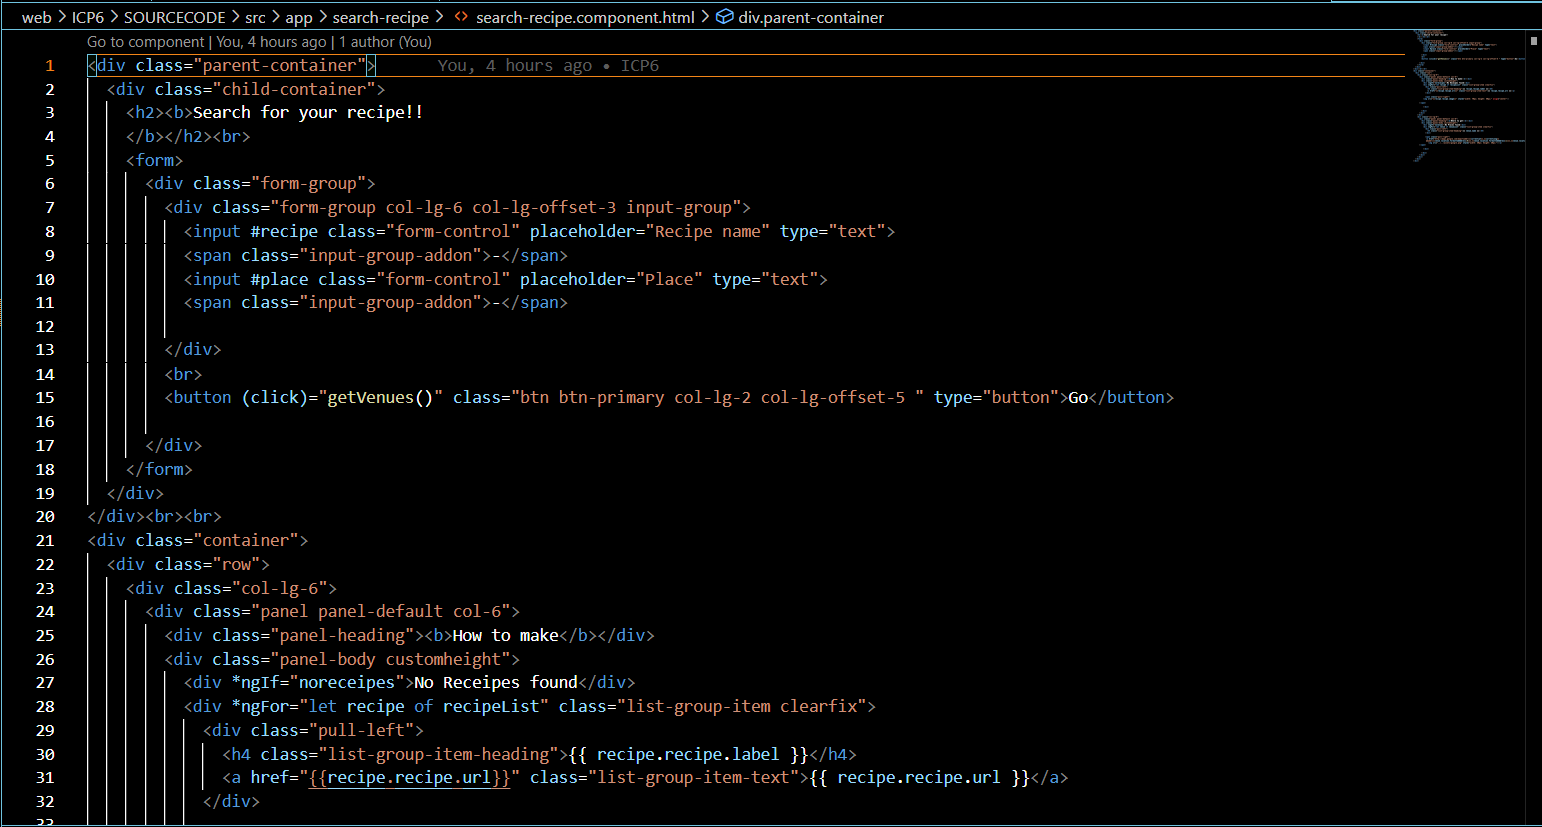 web > ICP6 > SOURCECODE > src > app > search-recipe > <> search-recipe.component.html > div.parent-container
Go to component | You, 4 hours ago | 1 author (You)
1 <div class="parent-container"> You, 4 hours ago • ICP6
2 <div class="child-container">
3 <h2><b>Search for your recipe!!
4 </b></h2><br>
5 <form>
6 <div class="form-group">
7 <div class="form-group col-lg-6 col-lg-offset-3 input-group">
8 <input #recipe class="form-control" placeholder="Recipe name" type="text">
9 <span class="input-group-addon">-</span>
10 <input #place class="form-control" placeholder="Place" type="text">
11 <span class="input-group-addon">-</span>
12
13 </div>
14 <br>
15 <button (click)="getVenues()" class="btn btn-primary col-lg-2 col-lg-offset-5 " type="button">Go</button>
16
17 </div>
18 </form>
19 </div>
20 </div><br><br>
21 <div class="container">
22 <div class="row">
23 <div class="col-lg-6">
24 <div class="panel panel-default col-6">
25 <div class="panel-heading"><b>How to make</b></div>
26 <div class="panel-body customheight">
27 <div *ngIf="noreceipes">No Receipes found</div>
28 <div *ngFor="let recipe of recipeList" class="list-group-item clearfix">
29 <div class="pull-left">
30 <h4 class="list-group-item-heading">{{ recipe.recipe.label }}</h4>
31 <a href="{{recipe.recipe.url}}" class="list-group-item-text">{{ recipe.recipe.url }}</a>
32 </div>
33